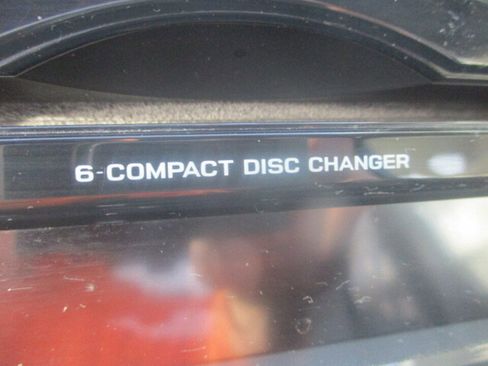 6-COMPACT DISC CHANGER